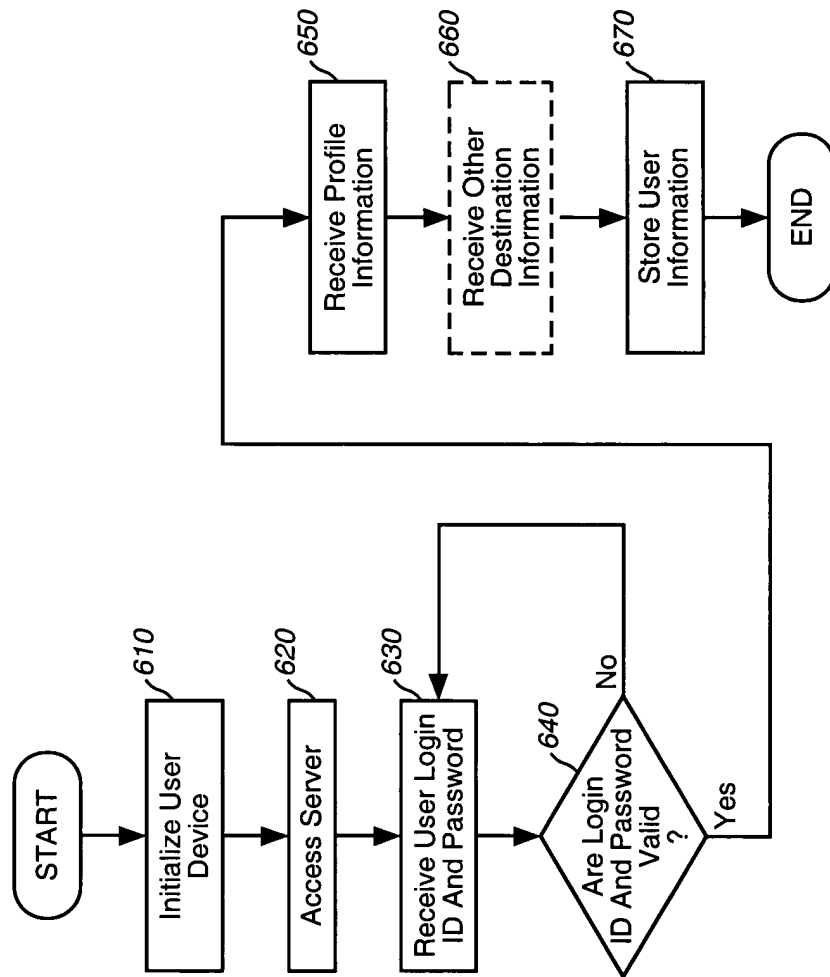 START
610
Initialize User
Device
620
Access Server
630
Receive User Login
ID And Password
640
Are Login
ID And Password
Valid
?
No
Yes
650
Receive Profile
Information
660
Receive Other
Destination
Information
670
Store User
Information
END